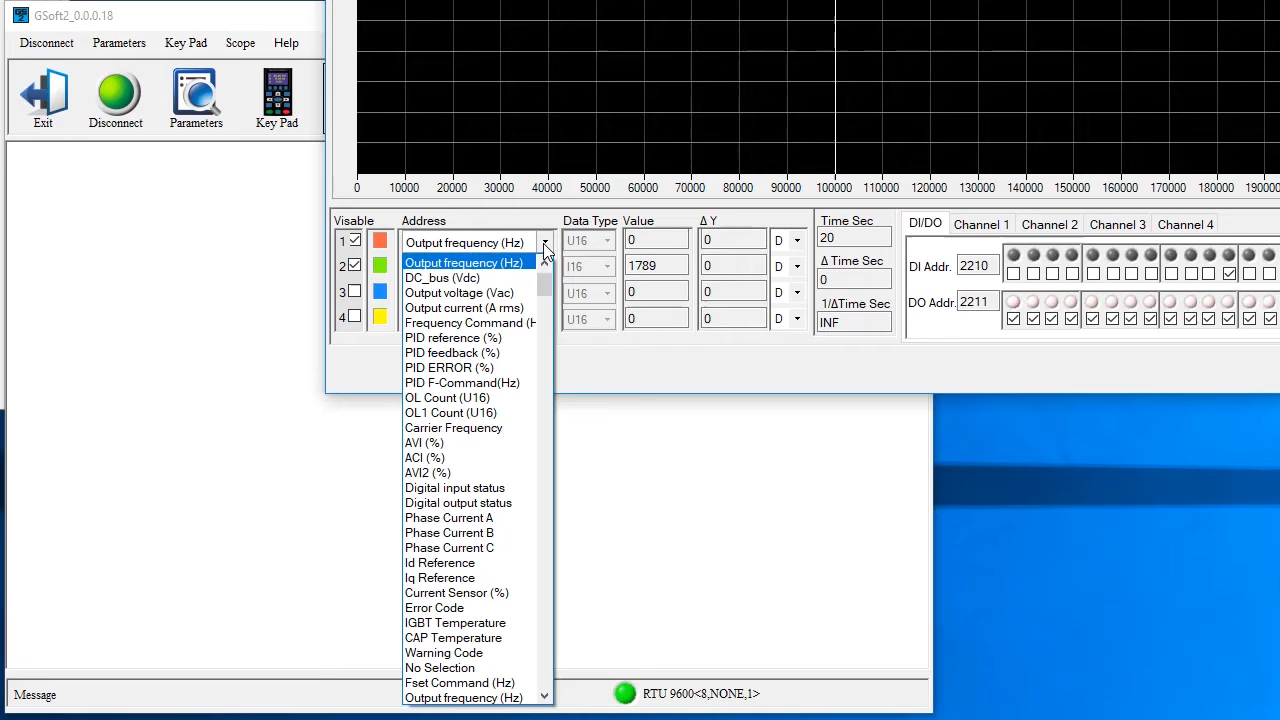 GSoft2_0.0.0.18
Disconnect Parameters Key Pad Scope Help
Exit Disconnect Parameters Key Pad
0 10000 20000 30000 40000 50000 60000 70000 80000 90000 100000 110000 120000 130000 140000 150000 160000 170000 180000 190000
Visable Address Data Type Value Δ Y
1 Output frequency (Hz) U16 0 0 D
2 I16 1789 0 D
3 U16 0 0 D
4 U16 0 0 D
Output frequency (Hz)
DC_bus (Vdc)
Output voltage (Vac)
Output current (A rms)
Frequency Command (H
PID reference (%)
PID feedback (%)
PID ERROR (%)
PID F-Command(Hz)
OL Count (U16)
OL1 Count (U16)
Carrier Frequency
AVI (%)
ACI (%)
AVI2 (%)
Digital input status
Digital output status
Phase Current A
Phase Current B
Phase Current C
Id Reference
Iq Reference
Current Sensor (%)
Error Code
IGBT Temperature
CAP Temperature
Warning Code
No Selection
Fset Command (Hz)
Output frequency (Hz)
Time Sec
20
Δ Time Sec
0
1/ΔTime Sec
INF
DI/DO Channel 1 Channel 2 Channel 3 Channel 4
DI Addr. 2210
DO Addr. 2211
Message RTU 9600<8,NONE,1>